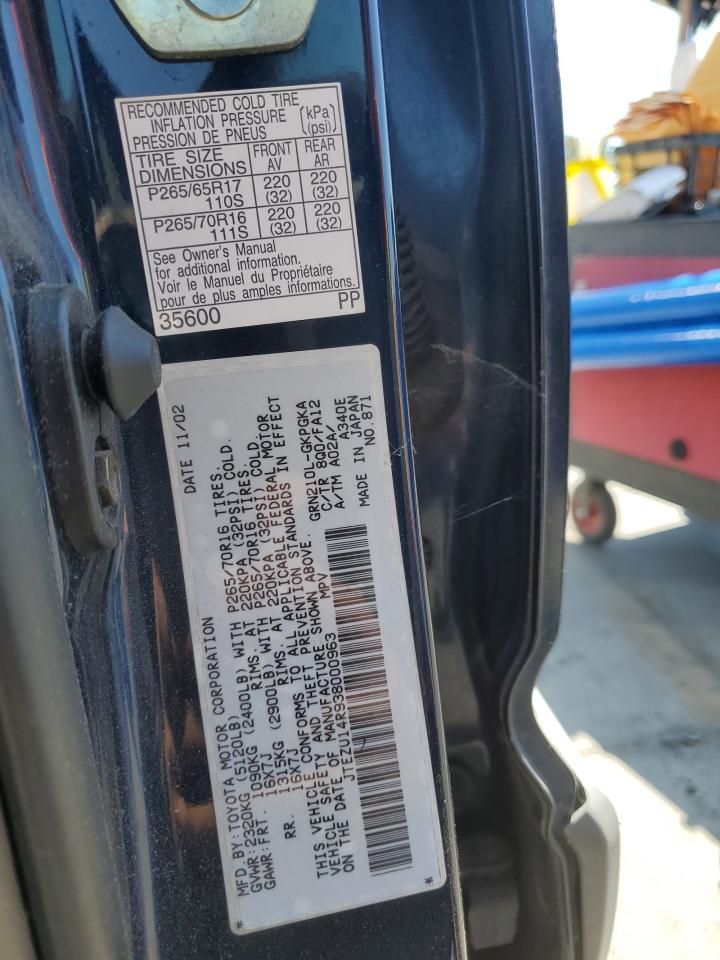 RECOMMENDED COLD TIRE
INFLATION PRESSURE
PRESSION DE PNEUS
(kPa)
(psi)
TIRE SIZE
DIMENSIONS
FRONT
AV
REAR
AR
P265/65R17
110S
220
(32)
220
(32)
P265/70R16
111S
220
(32)
220
(32)
See Owner's Manual
for additional information.
Voir le Manuel du Propriétaire
pour de plus amples informations.
35600 PP
MFD.BY:TOYOTA MOTOR CORPORATION DATE 11/02
GVWR:2320KG (5120LB)
GAWR:FRT. 1090KG (2400LB) WITH P265/70R16 TIRES.
16X7J RIMS. AT 220KPA (32PSI) COLD.
RR. 1315KG (2900LB) WITH P265/70R16 TIRES.
16X7J RIMS. AT 220KPA (32PSI) COLD.
THIS VEHICLE CONFORMS TO ALL APPLICABLE FEDERAL MOTOR
VEHICLE SAFETY AND THEFT PREVENTION STANDARDS IN EFFECT
ON THE DATE OF MANUFACTURE SHOWN ABOVE.
JTEZU14R938000963 MPV
GRN210L-GKPGKA
C/TR 8Q0/FA12
A/TM A02A/
A340E
MADE IN JAPAN
NO.871